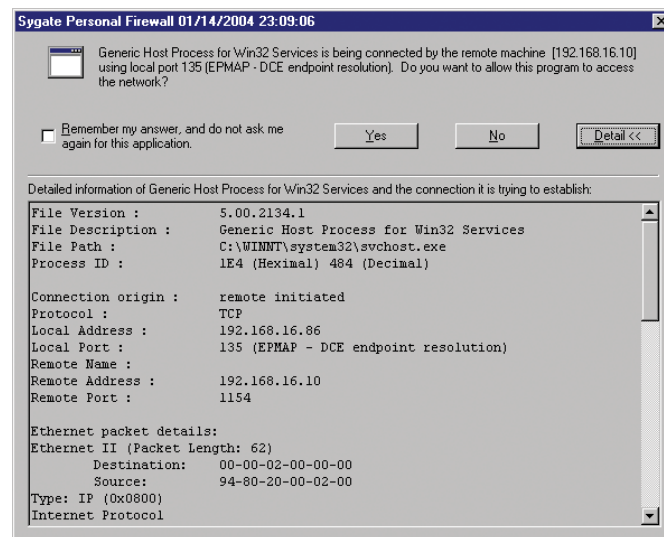 Sygate Personal Firewall 01/14/2004 23:09:06
Generic Host Process for Win32 Services is being connected by the remote machine [192.168.16.10]
using local port 135 (EPMAP - DCE endpoint resolution). Do you want to allow this program to access
the network?
Remember my answer, and do not ask me
again for this application.
Yes
No
Detail <<
Detailed information of Generic Host Process for Win32 Services and the connection it is trying to establish:
File Version : 5.00.2134.1
File Description : Generic Host Process for Win32 Services
File Path : C:\WINNT\system32\svchost.exe
Process ID : 1E4 (Heximal) 484 (Decimal)
Connection origin : remote initiated
Protocol : TCP
Local Address : 192.168.16.86
Local Port : 135 (EPMAP - DCE endpoint resolution)
Remote Name :
Remote Address : 192.168.16.10
Remote Port : 1154
Ethernet packet details:
Ethernet II (Packet Length: 62)
Destination: 00-00-02-00-00-00
Source: 94-80-20-00-02-00
Type: IP (0x0800)
Internet Protocol